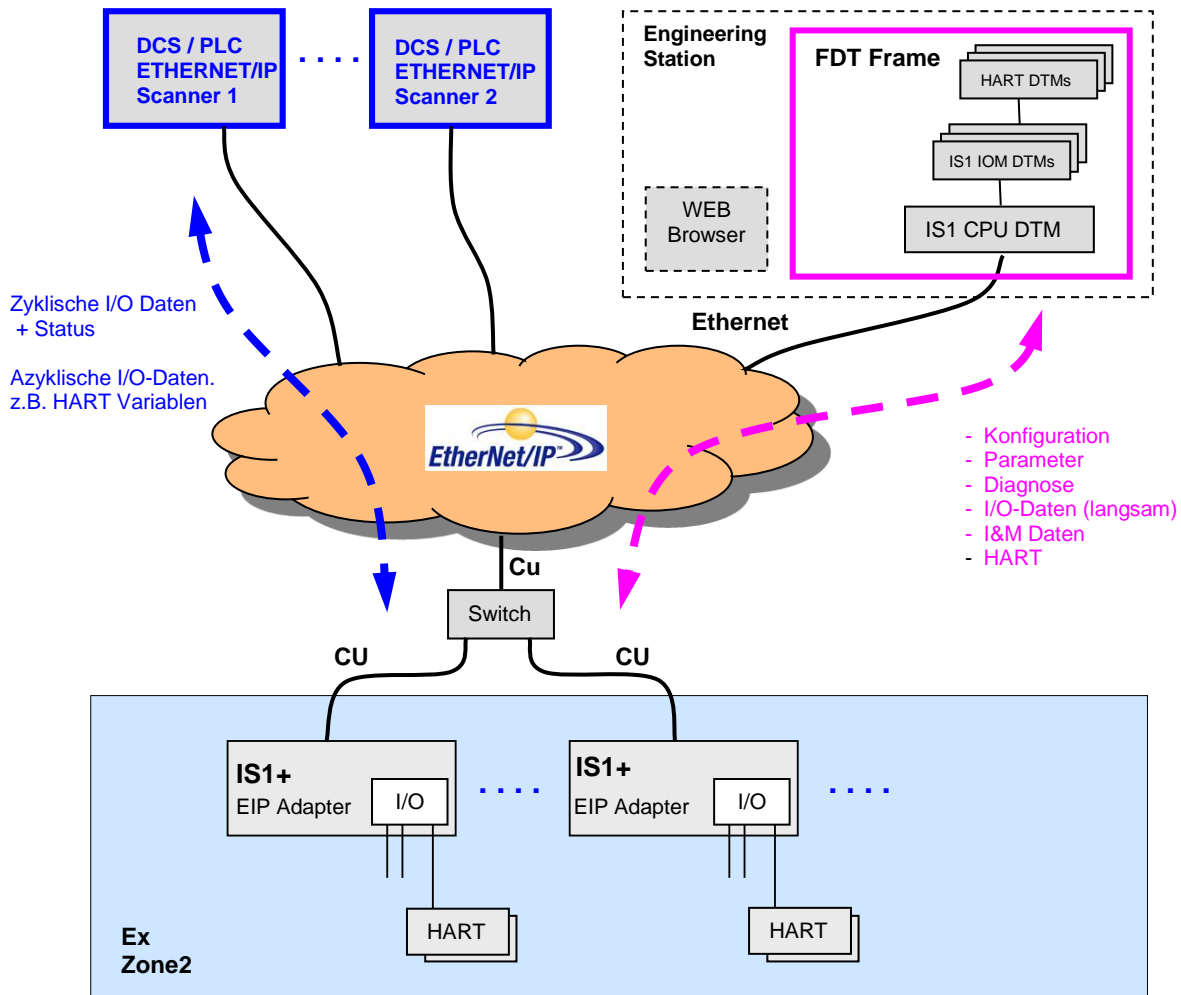 DCS / PLC
ETHERNET/IP
Scanner 1
. . . .
DCS / PLC
ETHERNET/IP
Scanner 2
Engineering
Station
FDT Frame
HART DTMs
IS1 IOM DTMs
IS1 CPU DTM
WEB
Browser
Zyklische I/O Daten
+ Status
Azyklische I/O-Daten.
z.B. HART Variablen
Ethernet
EtherNet/IP™
- Konfiguration
- Parameter
- Diagnose
- I/O-Daten (langsam)
- I&M Daten
- HART
Cu
Switch
CU
CU
IS1+
EIP Adapter
I/O
. . . .
IS1+
EIP Adapter
I/O
. . . .
HART
HART
Ex
Zone2